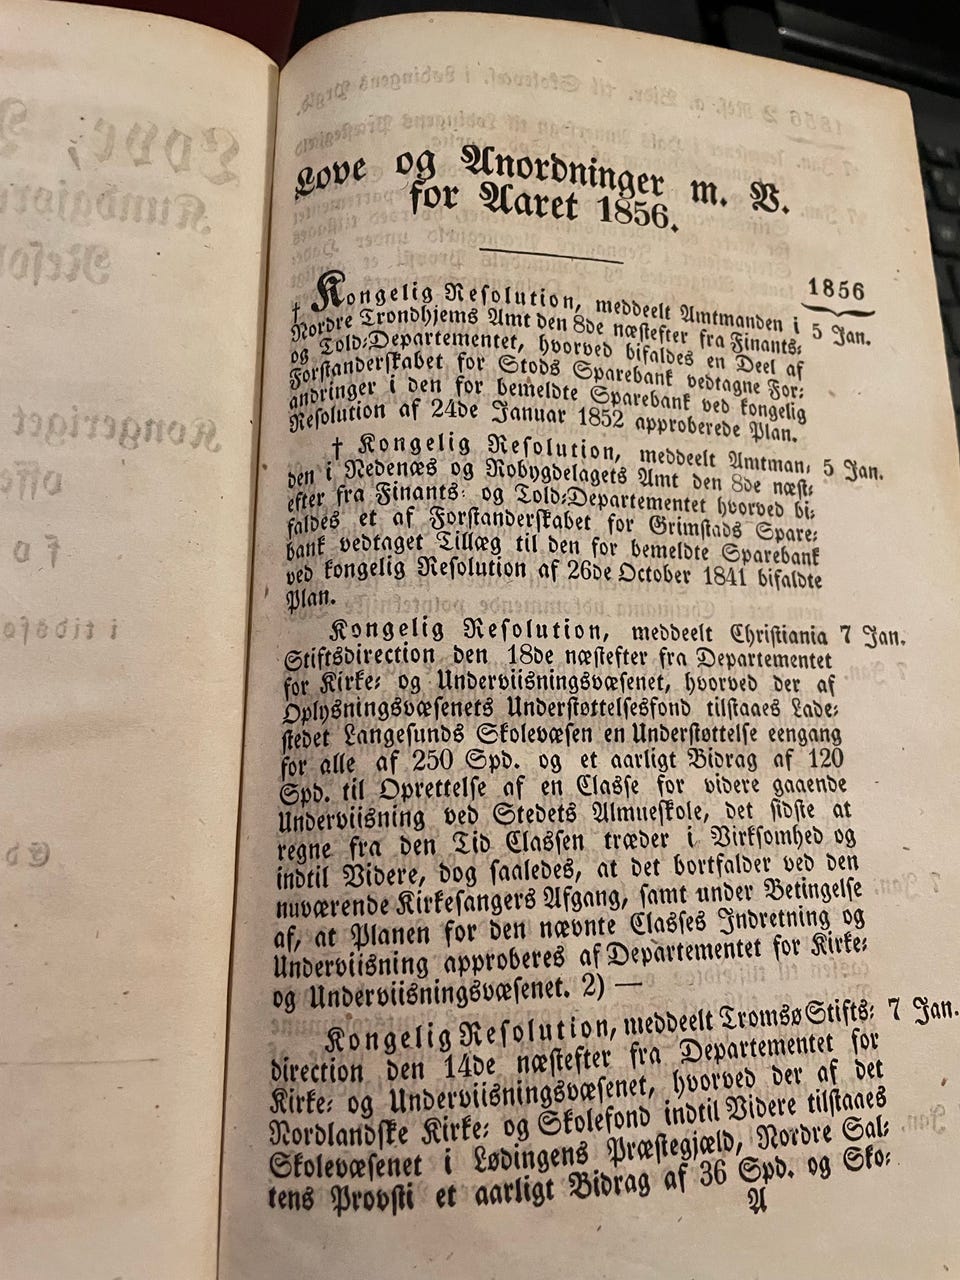 Love og Anordninger m. V.
for Aaret 1856.
1856
† Kongelig Resolution, meddeelt Amtmanden i 5 Jan.
Nordre Trondhjems Amt den 8de næstefter fra Finants-
og Told-Departementet, hvorved bifaldes en Deel af
Forstanderskabet for Stods Sparebank vedtagne For-
andringer i den for bemeldte Sparebank ved kongelig
Resolution af 24de Januar 1852 approberede Plan.
† Kongelig Resolution, meddeelt Amtman- 5 Jan.
den i Nedenæs og Robygdelagets Amt den 8de næst-
efter fra Finants- og Told-Departementet hvorved bi-
faldes et af Forstanderskabet for Grimstads Spare-
bank vedtaget Tillæg til den for bemeldte Sparebank
ved kongelig Resolution af 26de October 1841 bifaldte
Plan.
Kongelig Resolution, meddeelt Christiania 7 Jan.
Stiftsdirection den 18de næstefter fra Departementet
for Kirke- og Underviisningsvæsenet, hvorved der af
Oplysningsvæsenets Understøttelsesfond tilstaaes Lade-
stedet Langesunds Skolevæsen en Understøttelse eengang
for alle af 250 Spd. og et aarligt Bidrag af 120
Spd. til Oprettelse af en Classe for videre gaaende
Underviisning ved Stedets Almueskole, det sidste at
regne fra den Tid Classen træder i Virksomhed og
indtil Videre, dog saaledes, at det bortfalder ved den
nuværende Kirkesangers Afgang, samt under Betingelse
af, at Planen for den nævnte Classes Indretning og
Underviisning approberes af Departementet for Kirke-
og Underviisningsvæsenet. 2) —
Kongelig Resolution, meddeelt Tromsø Stifts- 7 Jan.
direction den 14de næstefter fra Departementet for
Kirke- og Underviisningsvæsenet, hvorved der af det
Nordlandske Kirke- og Skolefond indtil Videre tilstaaes
Skolevæsenet i Lødingens Præstegjæld, Nordre Sal-
tens Provsti et aarligt Bidrag af 36 Spd. og Sko-
A